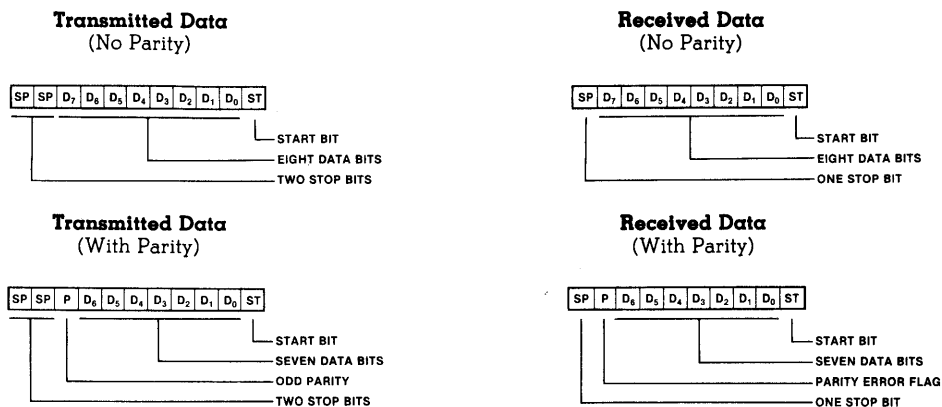 Transmitted Data
(No Parity)
SP SP D7 D6 D5 D4 D3 D2 D1 D0 ST
START BIT
EIGHT DATA BITS
TWO STOP BITS
Received Data
(No Parity)
SP D7 D6 D5 D4 D3 D2 D1 D0 ST
START BIT
EIGHT DATA BITS
ONE STOP BIT
Transmitted Data
(With Parity)
SP SP P D6 D5 D4 D3 D2 D1 D0 ST
START BIT
SEVEN DATA BITS
ODD PARITY
TWO STOP BITS
Received Data
(With Parity)
SP P D6 D5 D4 D3 D2 D1 D0 ST
START BIT
SEVEN DATA BITS
PARITY ERROR FLAG
ONE STOP BIT